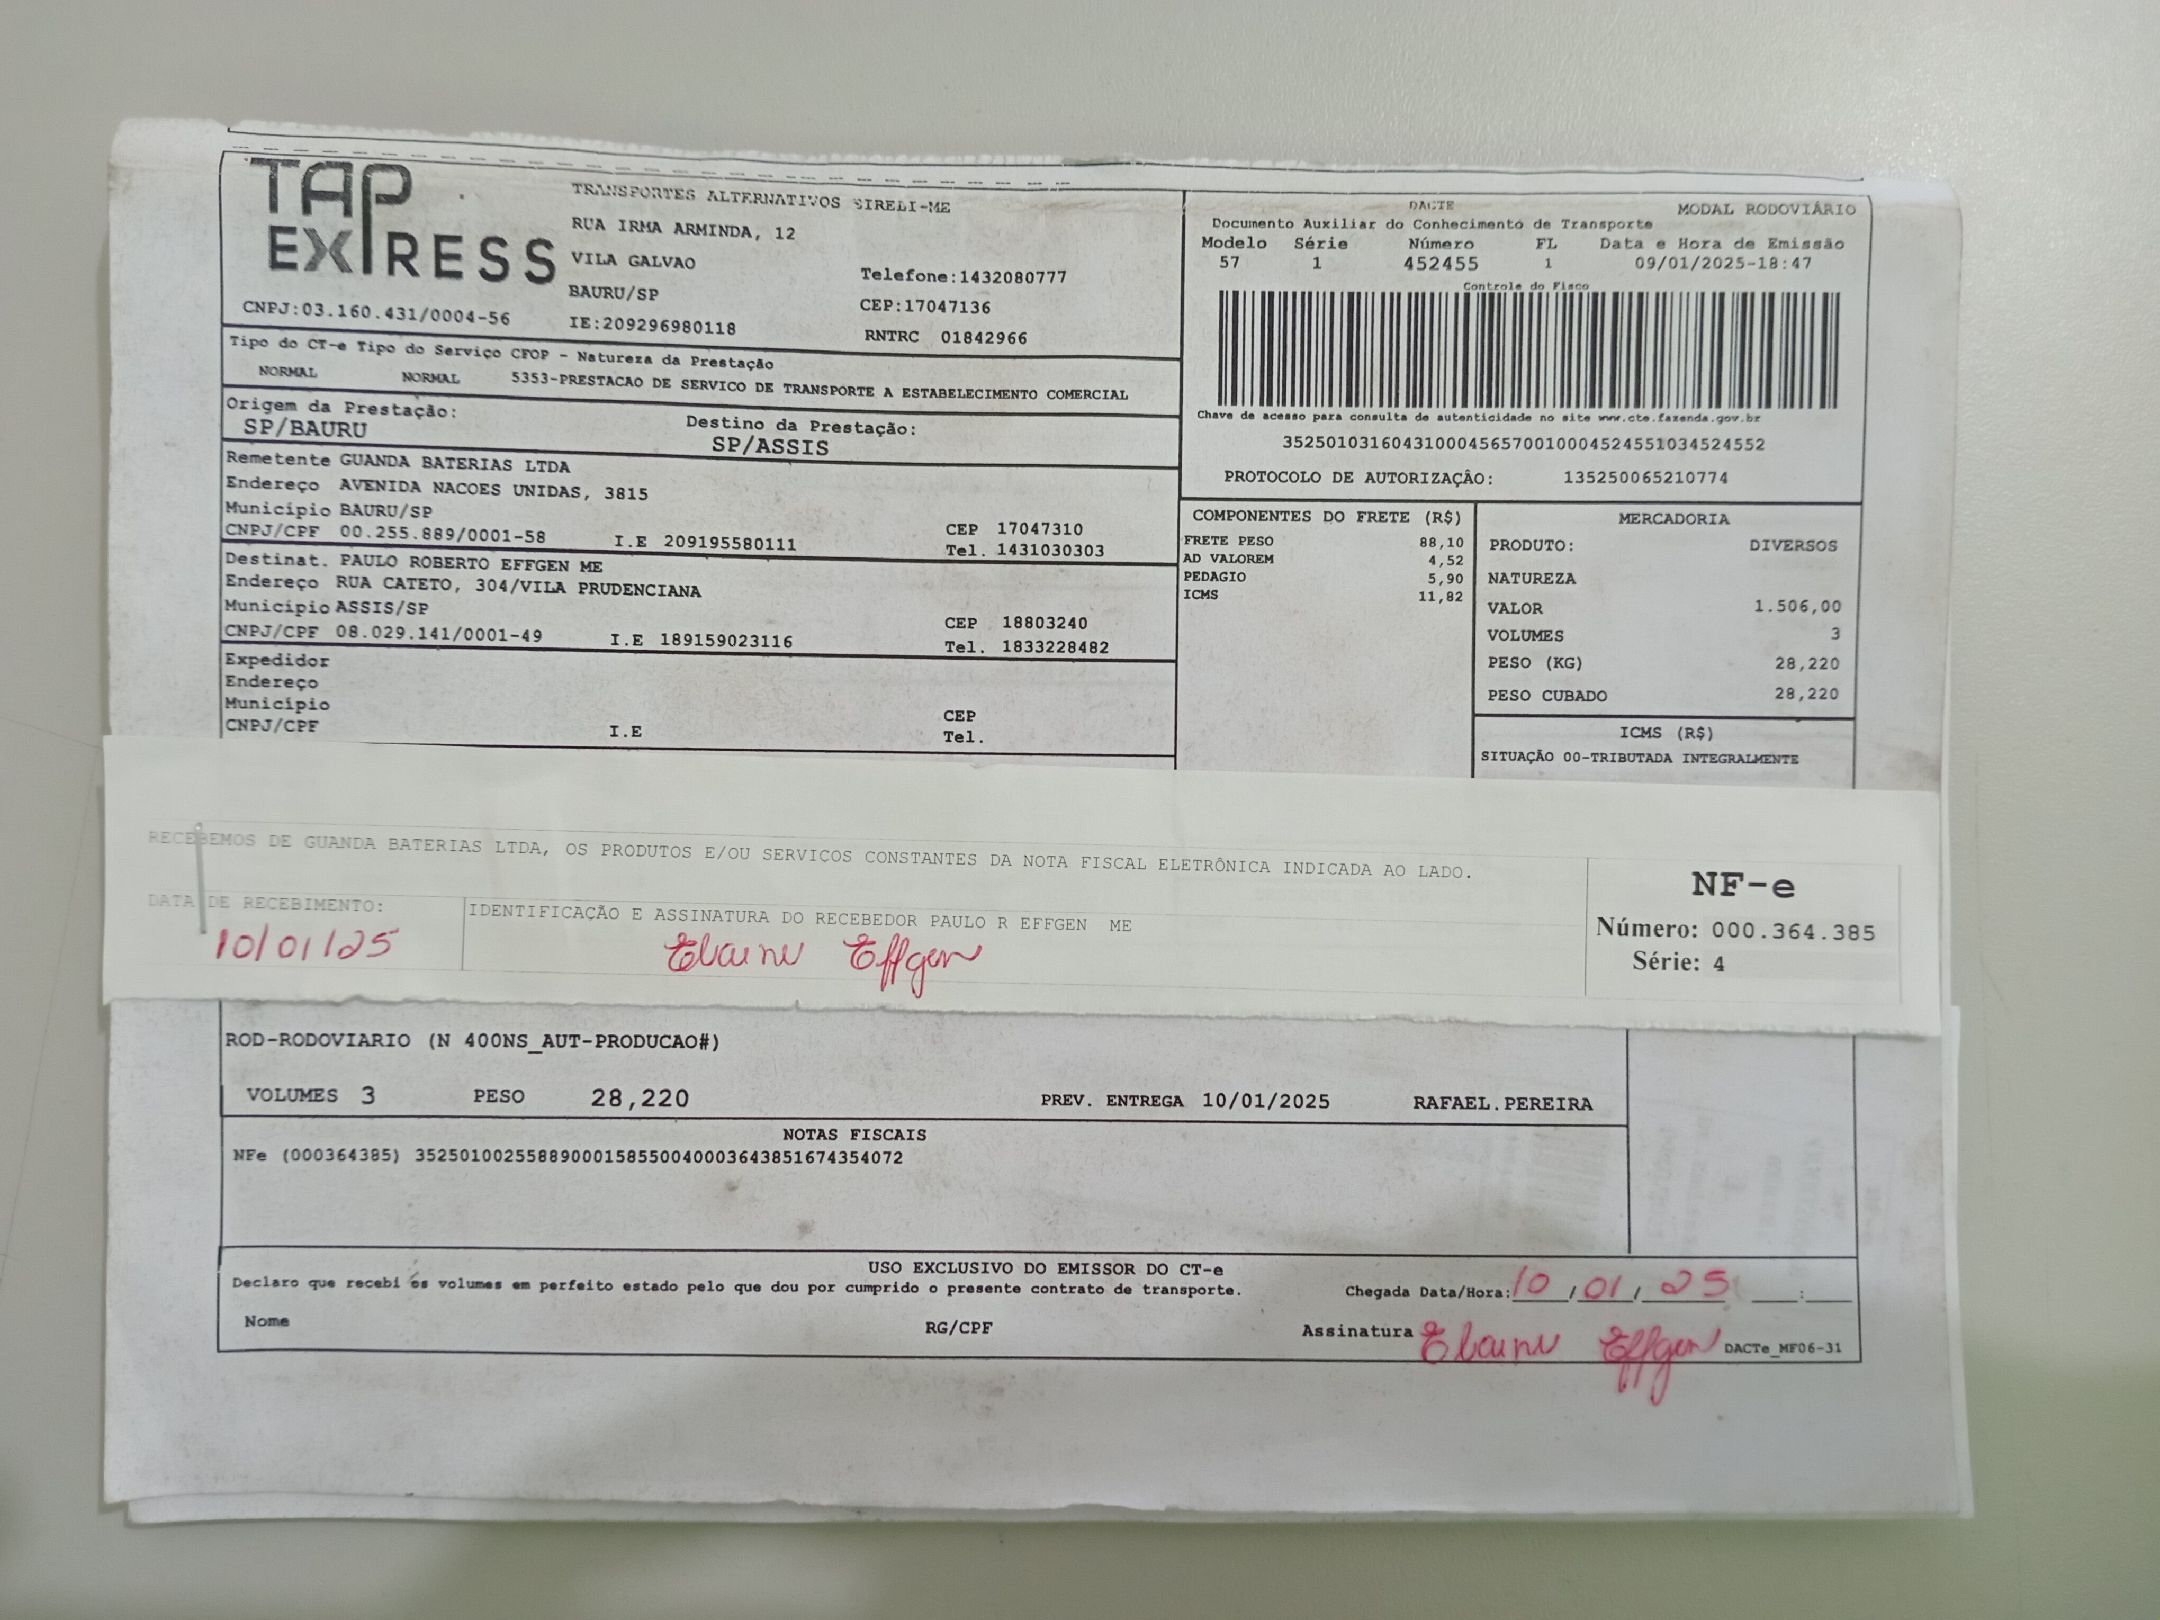 TAP EXPRESS
TRANSPORTES ALTERNATIVOS EIRELI-ME
RUA IRMA ARMINDA, 12
VILA GALVAO
Telefone:1432080777
BAURU/SP
CEP:17047136
CNPJ:03.160.431/0004-56
IE:209296980118
RNTRC 01842966
DACTE
MODAL RODOVIÁRIO
Documento Auxiliar do Conhecimento de Transporte
Modelo Série Número FL Data e Hora de Emissão
57 1 452455 1 09/01/2025-18:47
Controle do Fisco
Chave de acesso para consulta de autenticidade no site www.cte.fazenda.gov.br
35250103160431000456570010004524551034524552
PROTOCOLO DE AUTORIZAÇÂO: 135250065210774
Tipo do CT-e Tipo do Serviço CFOP - Natureza da Prestação
NORMAL NORMAL 5353-PRESTACAO DE SERVICO DE TRANSPORTE A ESTABELECIMENTO COMERCIAL
Origem da Prestação: Destino da Prestação:
SP/BAURU SP/ASSIS
Remetente GUANDA BATERIAS LTDA
Endereço AVENIDA NACOES UNIDAS, 3815
Município BAURU/SP CEP 17047310
CNPJ/CPF 00.255.889/0001-58 I.E 209195580111 Tel. 1431030303
Destinat. PAULO ROBERTO EFFGEN ME
Endereço RUA CATETO, 304/VILA PRUDENCIANA
Município ASSIS/SP CEP 18803240
CNPJ/CPF 08.029.141/0001-49 I.E 189159023116 Tel. 1833228482
Expedidor
Endereço
Município CEP
CNPJ/CPF I.E Tel.
COMPONENTES DO FRETE (R$)
FRETE PESO 88,10
AD VALOREM 4,52
PEDAGIO 5,90
ICMS 11,82
MERCADORIA
PRODUTO: DIVERSOS
NATUREZA
VALOR 1.506,00
VOLUMES 3
PESO (KG) 28,220
PESO CUBADO 28,220
ICMS (R$)
SITUAÇÃO 00-TRIBUTADA INTEGRALMENTE
RECEBEMOS DE GUANDA BATERIAS LTDA, OS PRODUTOS E/OU SERVICOS CONSTANTES DA NOTA FISCAL ELETRÔNICA INDICADA AO LADO.
DATA DE RECEBIMENTO: IDENTIFICAÇÃO E ASSINATURA DO RECEBEDOR PAULO R EFFGEN ME
10/01/25 Elaine Effgen
NF-e
Número: 000.364.385
Série: 4
ROD-RODOVIARIO (N 400NS_AUT-PRODUCAO#)
VOLUMES 3 PESO 28,220 PREV. ENTREGA 10/01/2025 RAFAEL.PEREIRA
NOTAS FISCAIS
NFe (000364385) 35250100255889000158550040003643851674354072
USO EXCLUSIVO DO EMISSOR DO CT-e
Declaro que recebi os volumes em perfeito estado pelo que dou por cumprido o presente contrato de transporte.
Chegada Data/Hora: 10 / 01 / 25 :
Nome RG/CPF Assinatura Elaine Effgen DACTe_MF06-31